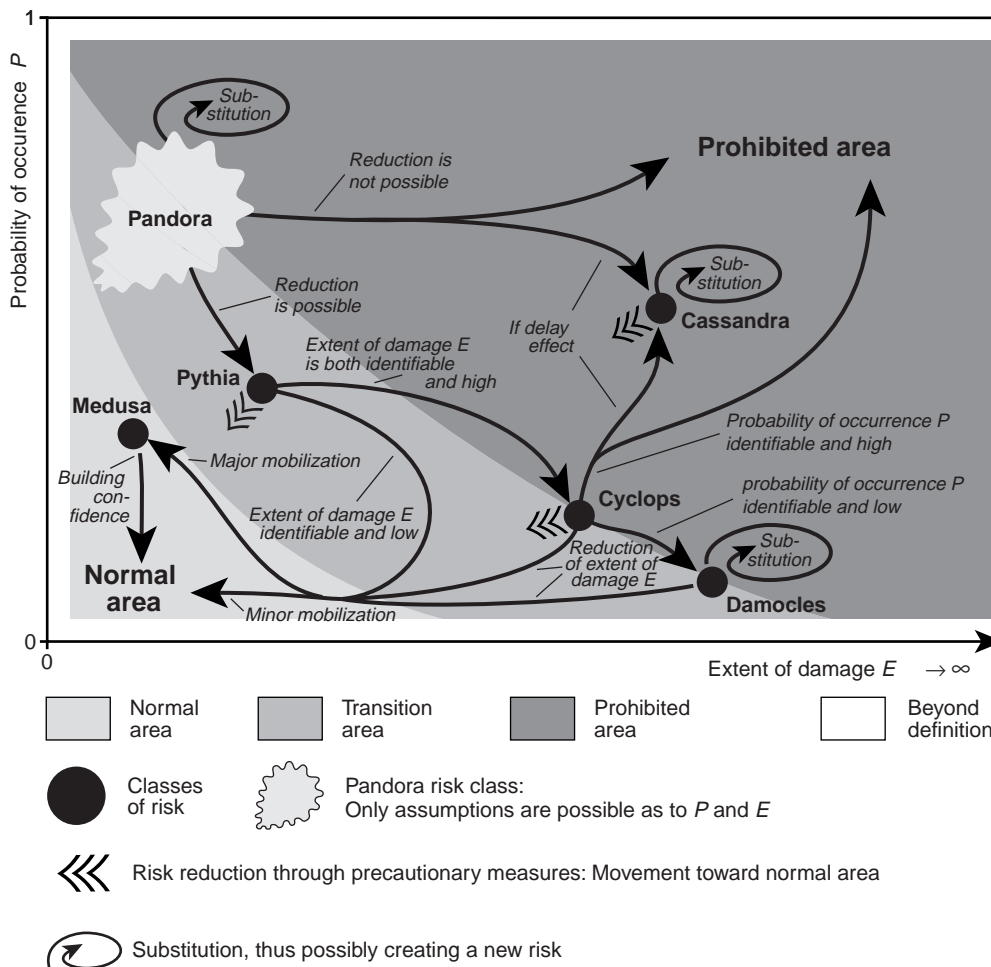 1
Probability of occurence P
Sub-
stitution
Prohibited area
Reduction is
not possible
Pandora
Sub-
stitution
Reduction
is possible
Cassandra
If delay
effect
Extent of damage E
is both identifiable
and high
Pythia
Medusa
Major mobilization
Building
con-
fidence
Probability of occurrence P
identifiable and high
Cyclops
probability of occurrence P
identifiable and low
Extent of damage E
identifiable and low
Reduction
of extent of
damage E
Sub-
stitution
Normal
area
Damocles
Minor mobilization
0
0
Extent of damage E → ∞
Normal
area
Transition
area
Prohibited
area
Beyond
definition
Classes
of risk
Pandora risk class:
Only assumptions are possible as to P and E
Risk reduction through precautionary measures: Movement toward normal area
Substitution, thus possibly creating a new risk